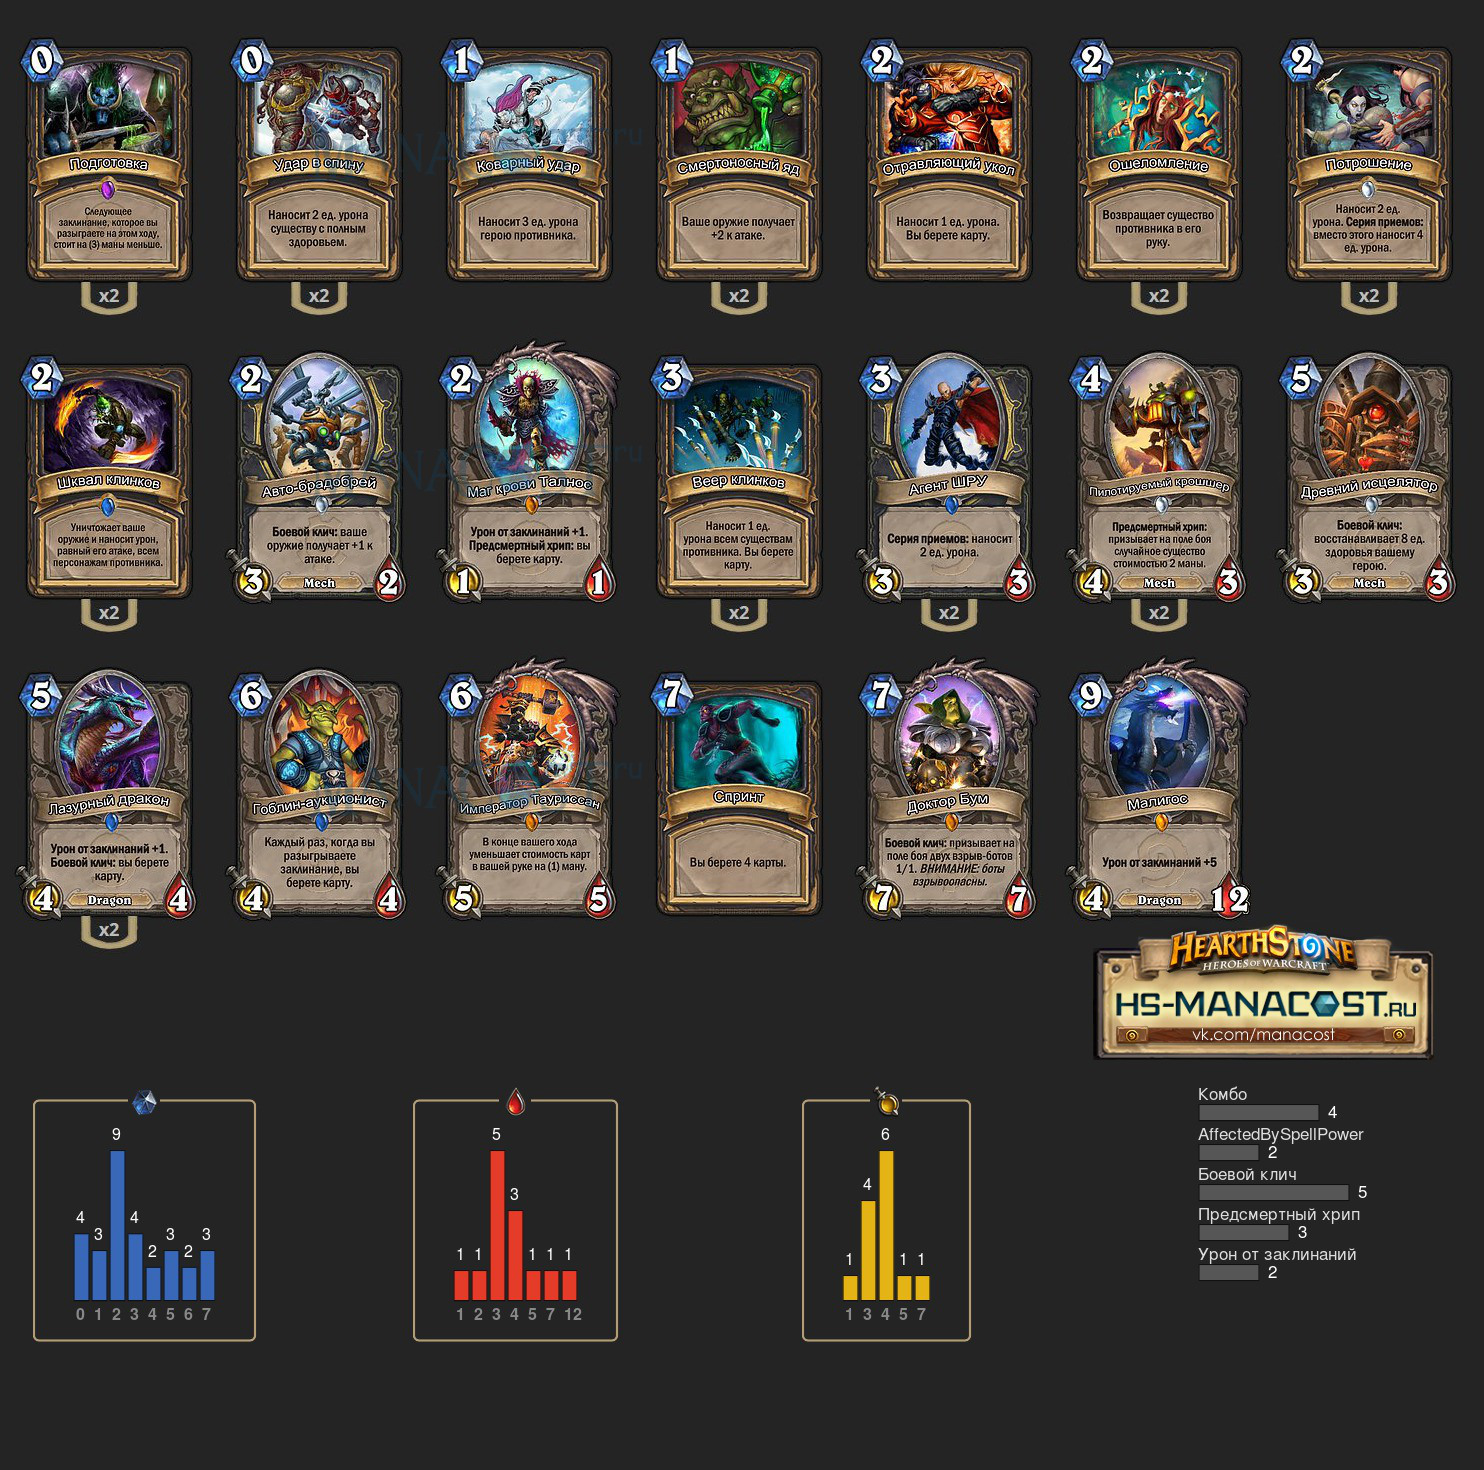 0
Подготовка
Следующее
заклинание, которое вы
разыграете на этом ходу,
стоит на (3) маны меньше.
x2
0
Удар в спину
Наносит 2 ед. урона
существу с полным
здоровьем.
x2
1
Коварный удар
Наносит 3 ед. урона
герою противника.
1
Смертоносный яд
Ваше оружие получает
+2 к атаке.
x2
2
Отравляющий укол
Наносит 1 ед. урона.
Вы берете карту.
2
Ошеломление
Возвращает существо
противника в его
руку.
x2
2
Потрошение
Наносит 2 ед.
урона. Серия приемов:
вместо этого наносит 4
ед. урона.
x2
2
Шквал клинков
Уничтожает ваше
оружие и наносит урон,
равный его атаке, всем
персонажам противника.
x2
2
Авто-брадобрей
Боевой клич: ваше
оружие получает +1 к
атаке.
3
Mech
2
2
Маг крови Талнос
Урон от заклинаний +1.
Предсмертный хрип: вы
берете карту.
1
1
3
Веер клинков
Наносит 1 ед.
урона всем существам
противника. Вы берете
карту.
x2
3
Агент ШРУ
Серия приемов: наносит
2 ед. урона.
3
3
x2
4
Пилотируемый крошшер
Предсмертный хрип:
призывает на поле боя
случайное существо
стоимостью 2 маны.
4
Mech
3
x2
5
Древний исцелятор
Боевой клич:
восстанавливает 8 ед.
здоровья вашему
герою.
3
Mech
3
5
Лазурный дракон
Урон от заклинаний +1.
Боевой клич: вы берете
карту.
4
Dragon
4
x2
6
Гоблин-аукционист
Каждый раз, когда вы
разыгрываете
заклинание, вы
берете карту.
4
4
6
Император Тауриссан
В конце вашего хода
уменьшает стоимость карт
в вашей руке на (1) ману.
5
5
7
Спринт
Вы берете 4 карты.
7
Доктор Бум
Боевой клич: призывает на
поле боя двух взрыв-ботов
1/1. ВНИМАНИЕ: боты
взрывоопасны.
7
7
9
Малигос
Урон от заклинаний +5
4
Dragon
12
HEARTHSTONE
HEROES OF WARCRAFT
HS-MANACOST.RU
vk.com/manacost
4 3 9 4 2 3 2 3
0 1 2 3 4 5 6 7
1 1 5 3 1 1 1
1 2 3 4 5 7 12
1 4 6 1 1
1 3 4 5 7
Комбо
4
AffectedBySpellPower
2
Боевой клич
5
Предсмертный хрип
3
Урон от заклинаний
2